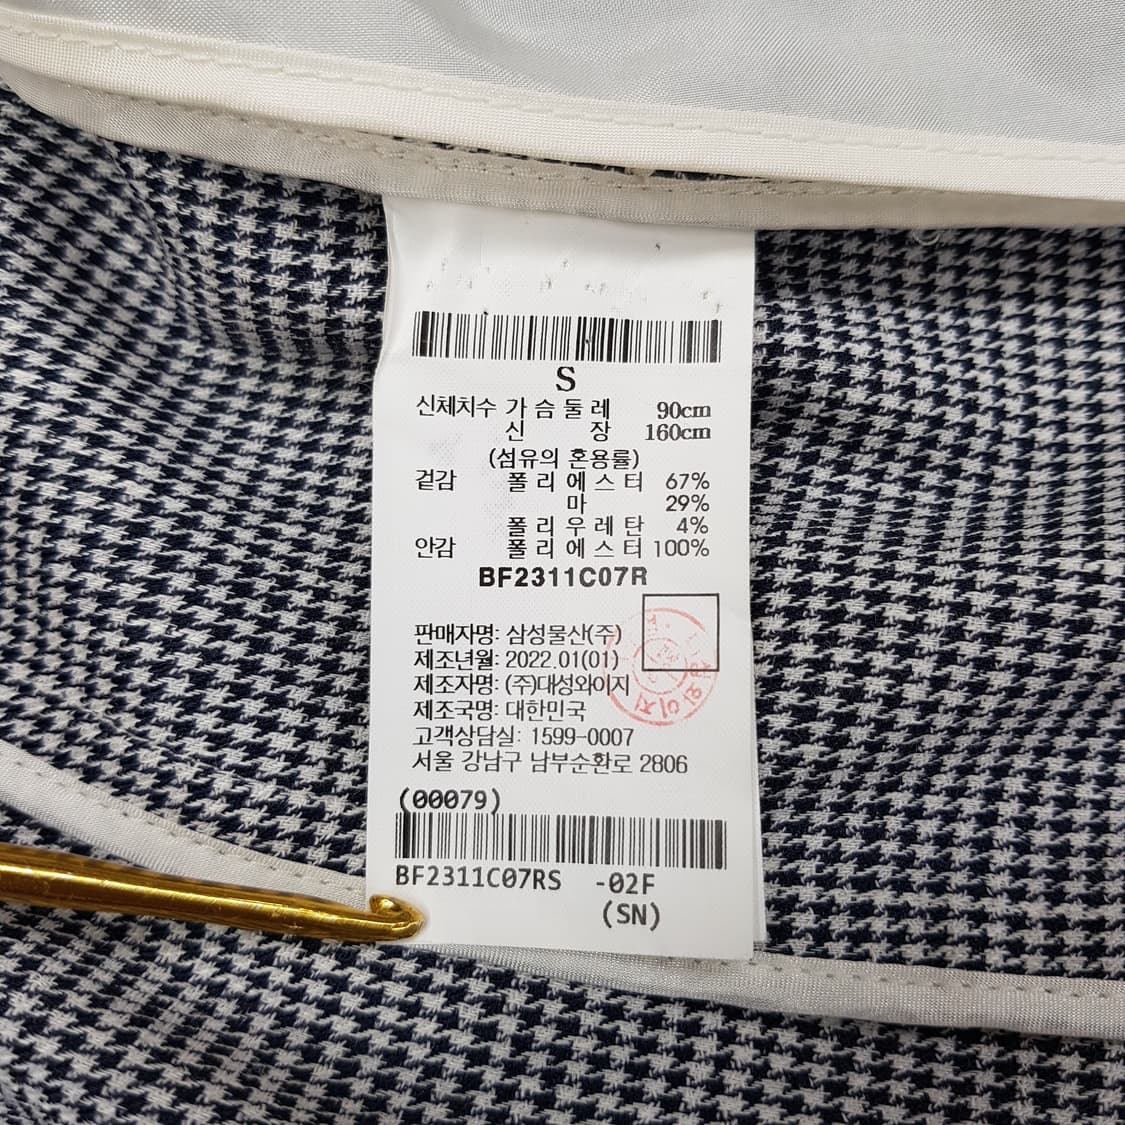 S
신체치수 가슴둘레 90cm
신장 160cm
(섬유의 혼용률)
겉감 폴리에스터 67%
마 29%
폴리우레탄 4%
안감 폴리에스터 100%
BF2311C07R
판매자명: 삼성물산(주)
제조년월: 2022.01(01)
제조자명: (주)대성와이지
제조국명: 대한민국
고객상담실: 1599-0007
서울 강남구 남부순환로 2806
(00079)
BF2311C07RS -02F
(SN)